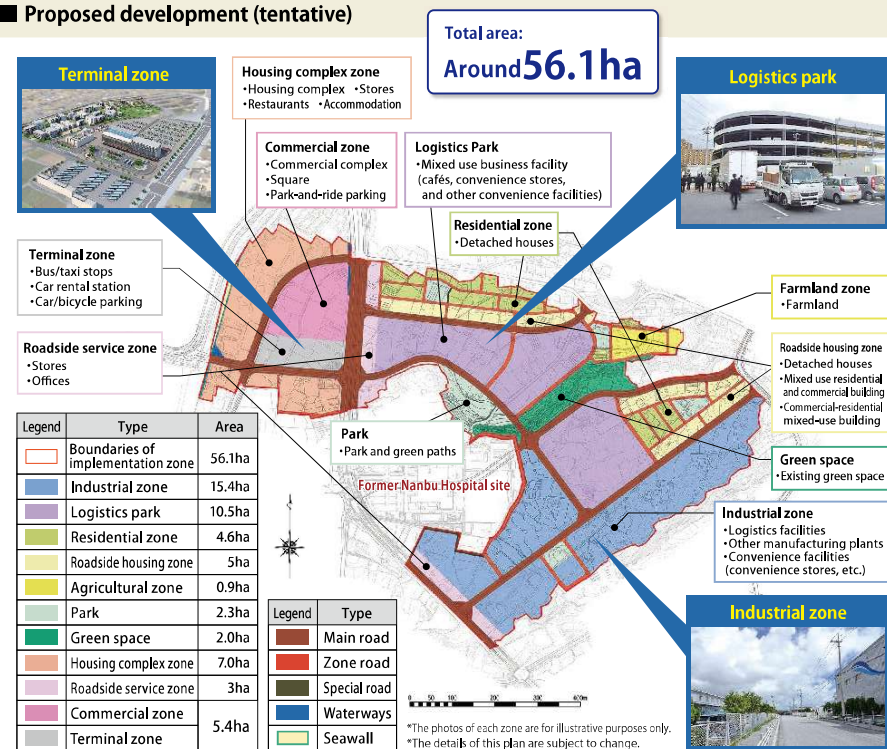 Proposed development (tentative)
Total area:
Around 56.1ha
Terminal zone
Housing complex zone
•Housing complex •Stores
•Restaurants •Accommodation
Logistics park
Commercial zone
•Commercial complex
•Square
•Park-and-ride parking
Logistics Park
•Mixed use business facility
(cafés, convenience stores,
and other convenience facilities)
Residential zone
•Detached houses
Terminal zone
•Bus/taxi stops
•Car rental station
•Car/bicycle parking
Farmland zone
•Farmland
Roadside service zone
•Stores
•Offices
Roadside housing zone
•Detached houses
•Mixed use residential
and commercial building
•Commercial-residential
mixed-use building
Park
•Park and green paths
Green space
•Existing green space
Former Nanbu Hospital site
Industrial zone
•Logistics facilities
•Other manufacturing plants
•Convenience facilities
(convenience stores, etc.)
Industrial zone
Legend Type Area
Boundaries of
implementation zone 56.1ha
Industrial zone 15.4ha
Logistics park 10.5ha
Residential zone 4.6ha
Roadside housing zone 5ha
Agricultural zone 0.9ha
Park 2.3ha
Green space 2.0ha
Housing complex zone 7.0ha
Roadside service zone 3ha
Commercial zone 5.4ha
Terminal zone
Legend Type
Main road
Zone road
Special road
Waterways
Seawall
0 50 100 200 300 400m
*The photos of each zone are for illustrative purposes only.
*The details of this plan are subject to change.